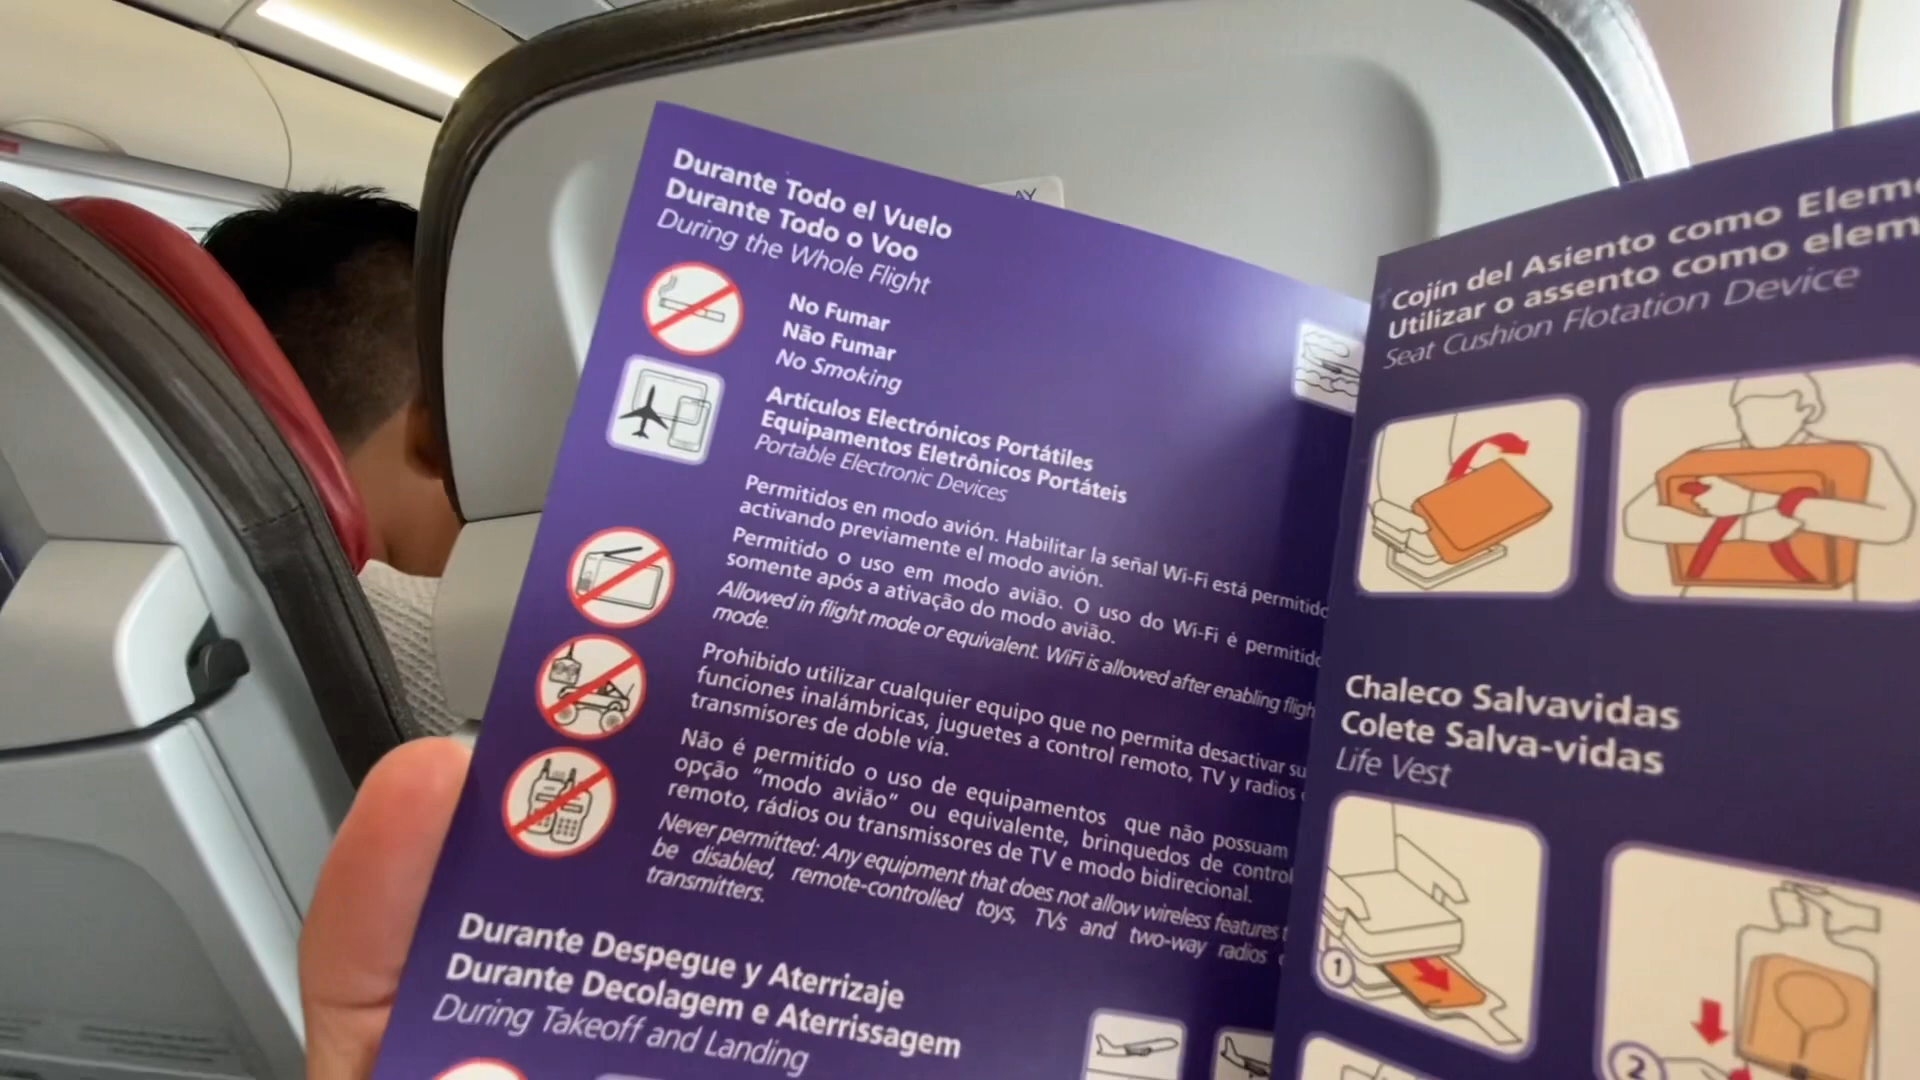 Durante Todo el Vuelo
Durante Todo o Voo
During the Whole Flight
No Fumar
Não Fumar
No Smoking
Artículos Electrónicos Portátiles
Equipamentos Eletrônicos Portáteis
Portable Electronic Devices
Permitidos en modo avión. Habilitar la señal Wi-Fi está permitido
activando previamente el modo avión.
Permitido o uso em modo avião. O uso do Wi-Fi é permitido
somente após a ativação do modo avião.
Allowed in flight mode or equivalent. WiFi is allowed after enabling
mode.
Prohibido utilizar cualquier equipo que no permita desactivar su
funciones inalámbricas, juguetes a control remoto, TV y radios
transmisores de doble vía.
Não é permitido o uso de equipamentos que não possuam
opção "modo avião" ou equivalente, brinquedos de control
remoto, rádios ou transmissores de TV e modo bidirecional.
Never permitted: Any equipment that does not allow wireless features
be disabled, remote-controlled toys, TVs and two-way radios
transmitters.
Durante Despegue y Aterrizaje
Durante Decolagem e Aterrissagem
During Takeoff and Landing
Cojín del Asiento como Elem
Utilizar o assento como elem
Seat Cushion Flotation Device
Chaleco Salvavidas
Colete Salva-vidas
Life Vest
1
2